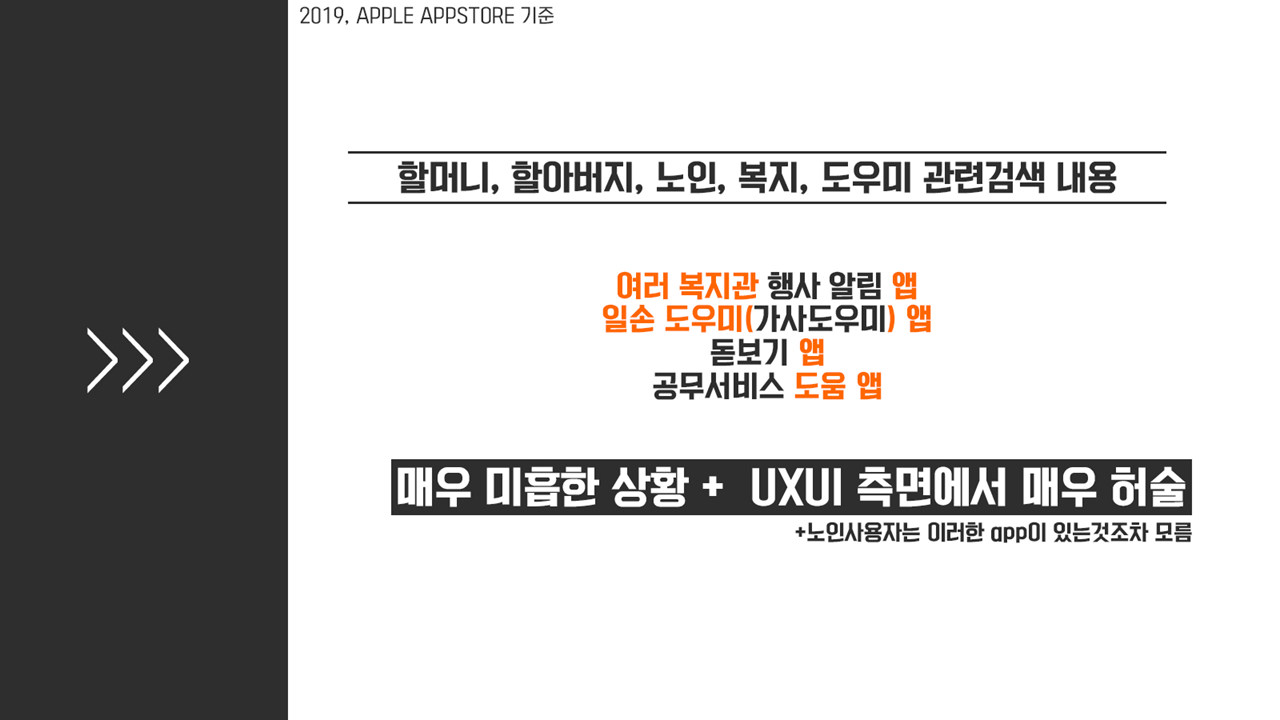 2019, APPLE APPSTORE 기준
할머니, 할아버지, 노인, 복지, 도우미 관련검색 내용
여러 복지관 행사 알림 앱
일손 도우미(가사도우미) 앱
돋보기 앱
공무서비스 도움 앱
매우 미흡한 상황 + UXUI 측면에서 매우 허술
+노인사용자는 이러한 app이 있는것조차 모름